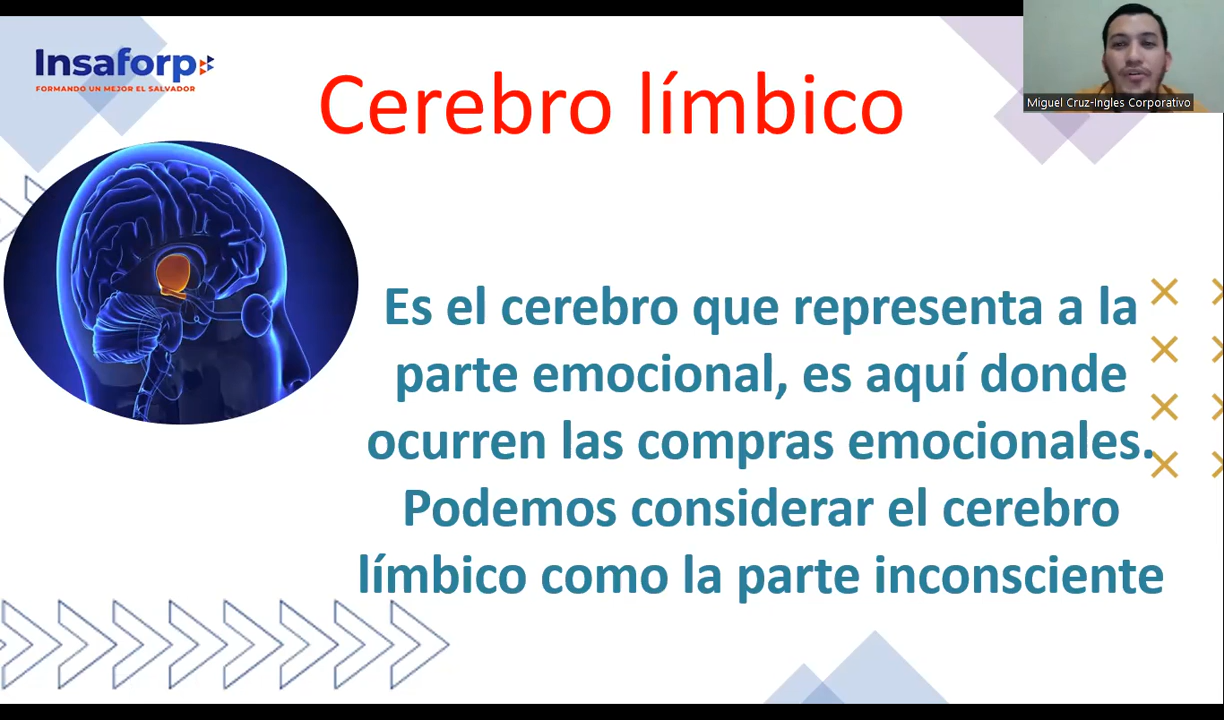 Insaforp
FORMANDO UN MEJOR EL SALVADOR
Cerebro límbico
Miguel Cruz-Ingles Corporativo
Es el cerebro que representa a la
parte emocional, es aquí donde
ocurren las compras emocionales.
Podemos considerar el cerebro
límbico como la parte inconsciente